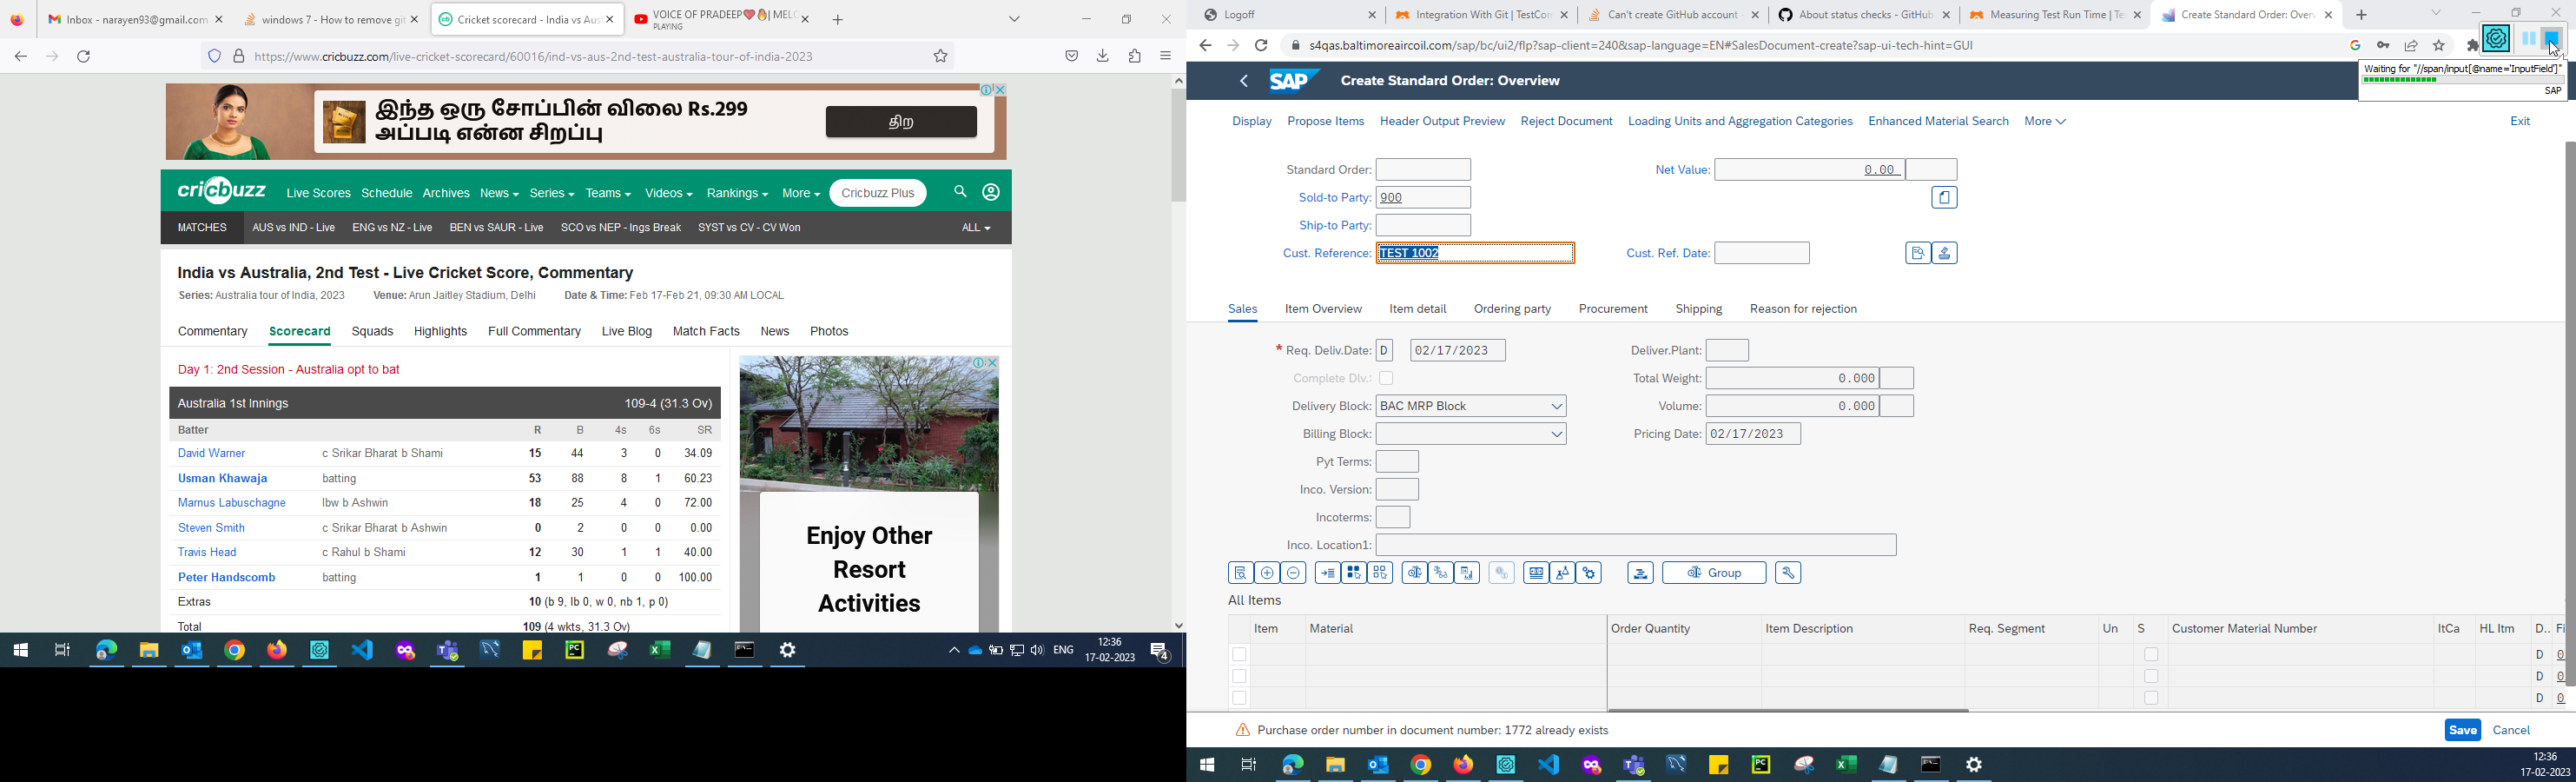 Inbox - narayen93@gmail.com
windows 7 - How to remove git
Cricket scorecard - India vs Aus
VOICE OF PRADEEP❤️🔥| MELO
PLAYING
https://www.cricbuzz.com/live-cricket-scorecard/60016/ind-vs-aus-2nd-test-australia-tour-of-india-2023
இந்த ஒரு சோப்பின் விலை Rs.299
அப்படி என்ன சிறப்பு
திற
cricbuzz
Live Scores Schedule Archives News Series Teams Videos Rankings More Cricbuzz Plus
MATCHES AUS vs IND - Live ENG vs NZ - Live BEN vs SAUR - Live SCO vs NEP - Ings Break SYST vs CV - CV Won ALL
India vs Australia, 2nd Test - Live Cricket Score, Commentary
Series: Australia tour of India, 2023 Venue: Arun Jaitley Stadium, Delhi Date & Time: Feb 17-Feb 21, 09:30 AM LOCAL
Commentary Scorecard Squads Highlights Full Commentary Live Blog Match Facts News Photos
Day 1: 2nd Session - Australia opt to bat
Australia 1st Innings 109-4 (31.3 Ov)
Batter R B 4s 6s SR
David Warner c Srikar Bharat b Shami 15 44 3 0 34.09
Usman Khawaja batting 53 88 8 1 60.23
Marnus Labuschagne lbw b Ashwin 18 25 4 0 72.00
Steven Smith c Srikar Bharat b Ashwin 0 2 0 0 0.00
Travis Head c Rahul b Shami 12 30 1 1 40.00
Peter Handscomb batting 1 1 0 0 100.00
Extras 10 (b 9, lb 0, w 0, nb 1, p 0)
Total 109 (4 wkts, 31.3 Ov)
Enjoy Other
Resort
Activities
ENG
12:36
17-02-2023
4
Logoff
Integration With Git | TestCom
Can't create GitHub account -
About status checks - GitHub
Measuring Test Run Time | Te
Create Standard Order: Over
s4qas.baltimoreaircoil.com/sap/bc/ui2/flp?sap-client=240&sap-language=EN#SalesDocument-create?sap-ui-tech-hint=GUI
Waiting for "//span/input[@name='InputField']"
SAP
SAP Create Standard Order: Overview
Display Propose Items Header Output Preview Reject Document Loading Units and Aggregation Categories Enhanced Material Search More Exit
Standard Order: Net Value: 0.00
Sold-to Party: 900
Ship-to Party:
Cust. Reference: TEST 1002 Cust. Ref. Date:
Sales Item Overview Item detail Ordering party Procurement Shipping Reason for rejection
* Req. Deliv.Date: D 02/17/2023 Deliver.Plant:
Complete Dlv.: Total Weight: 0.000
Delivery Block: BAC MRP Block Volume: 0.000
Billing Block: Pricing Date: 02/17/2023
Pyt Terms:
Inco. Version:
Incoterms:
Inco. Location1:
Group
All Items
Item Material Order Quantity Item Description Req. Segment Un S Customer Material Number ItCa HL Itm D.. Fi
D 0
D 0
D 0
Purchase order number in document number: 1772 already exists
Save Cancel
12:36
17-02-2023